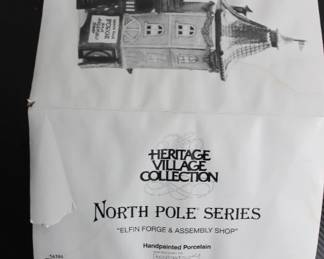 HERITAGE
VILLAGE
COLLECTION
NORTH POLE SERIES
"ELFIN FORGE & ASSEMBLY SHOP"
Handpainted Porcelain